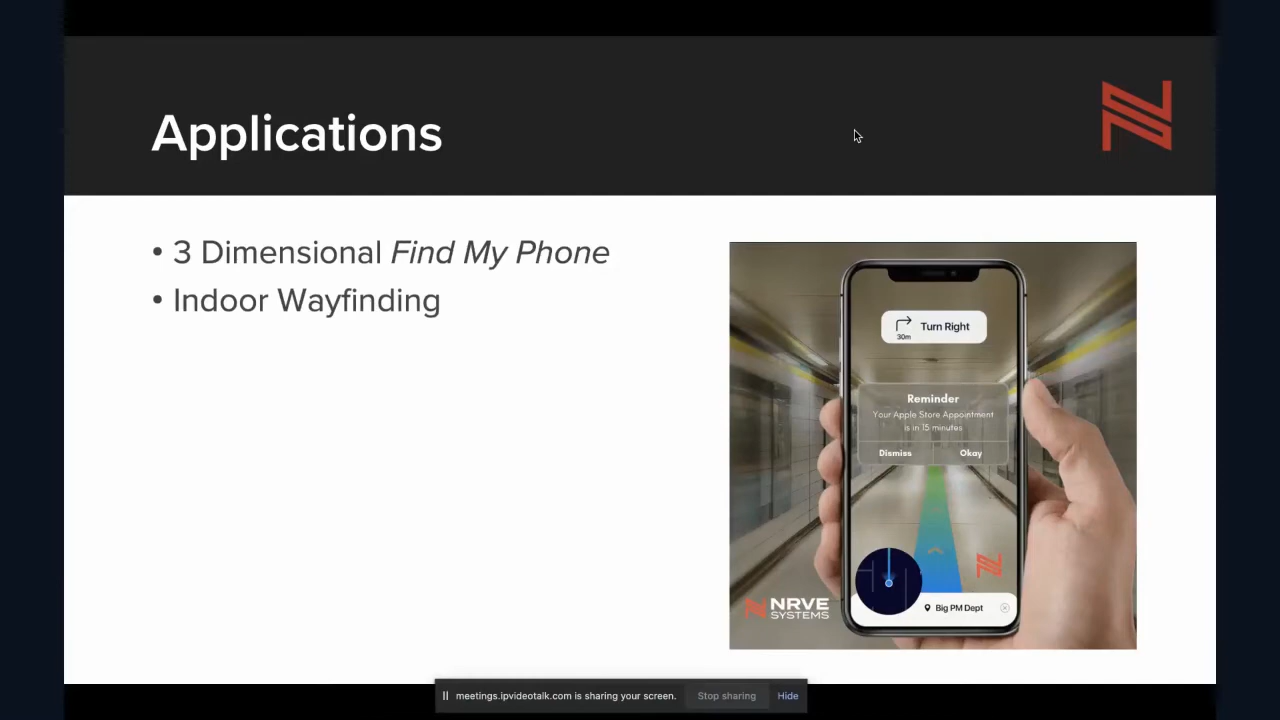 Applications
• 3 Dimensional Find My Phone
• Indoor Wayfinding
Turn Right
30m
Reminder
Your Apple Store Appointment
is in 15 minutes
Dismiss Okay
Big PM Dept
NRVE
SYSTEMS
meetings.ipvideotalk.com is sharing your screen. Stop sharing Hide